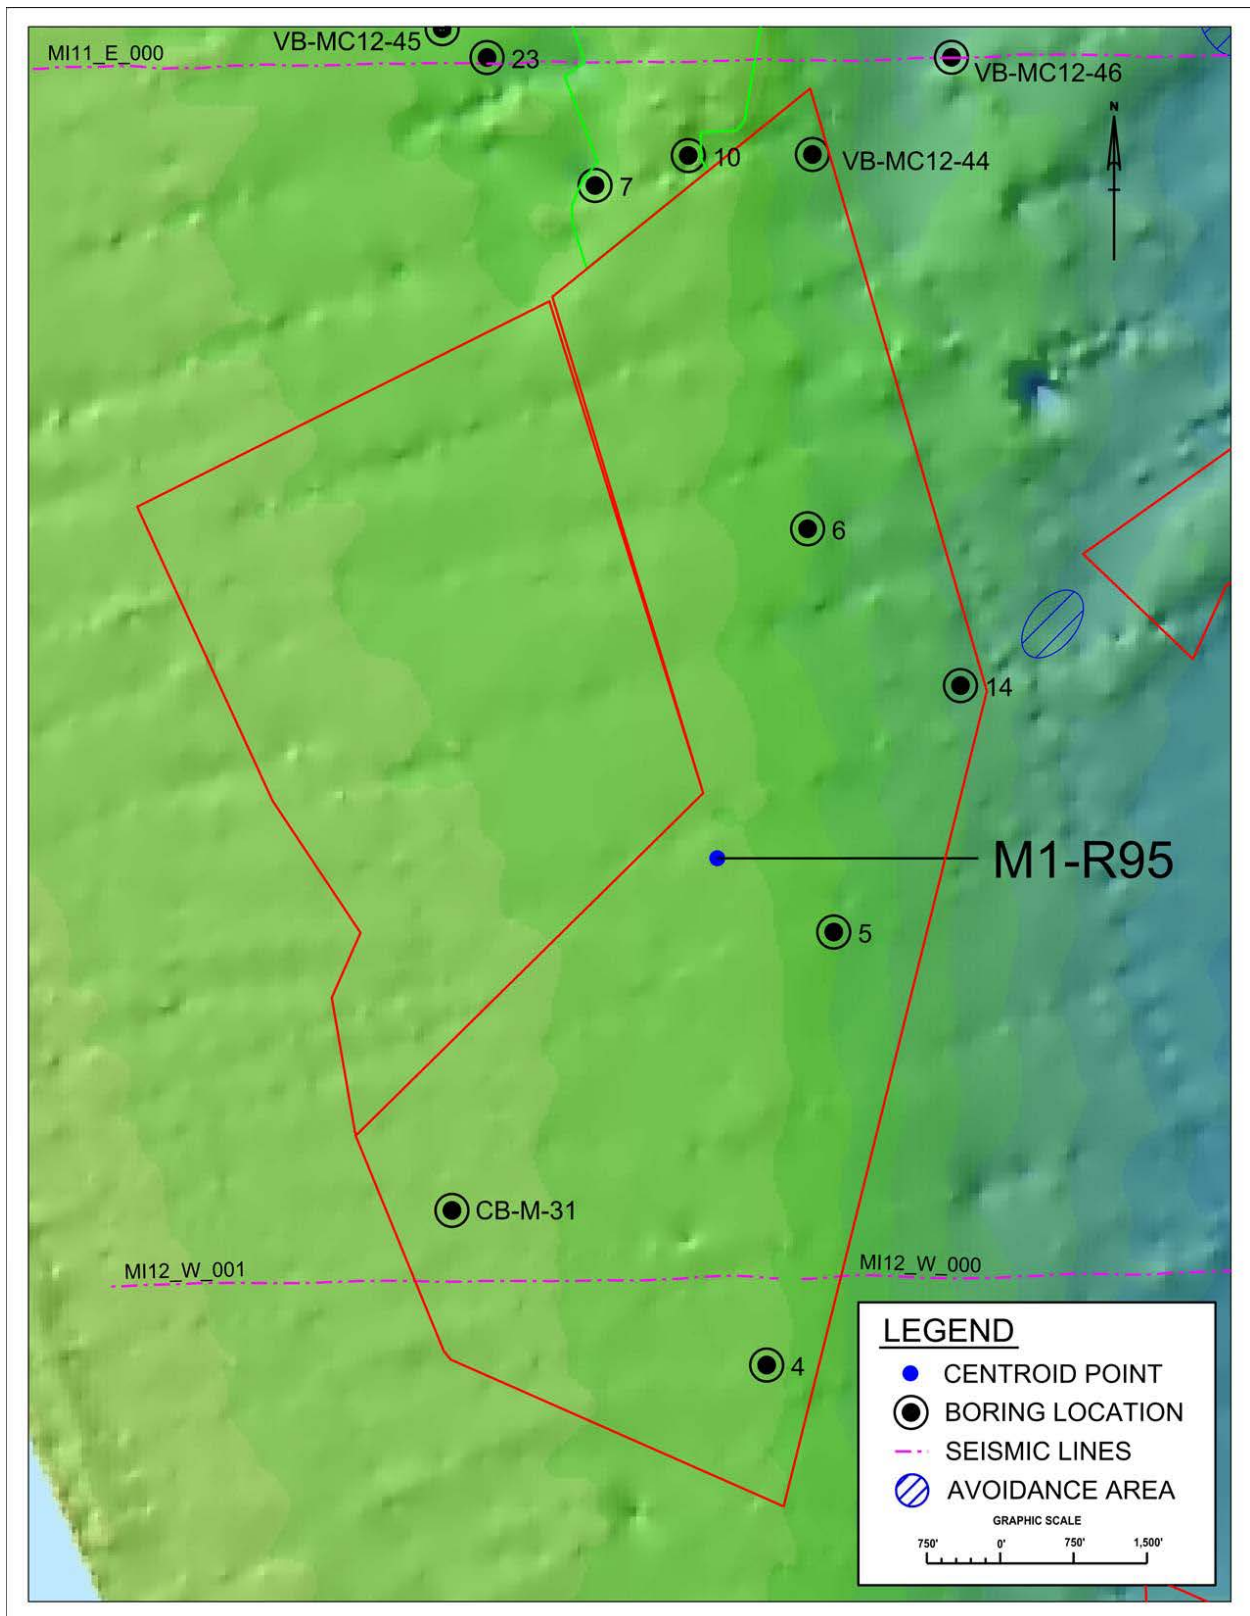 VB-MC12-45
MI11_E_000
23
VB-MC12-46
N
10
VB-MC12-44
7
6
14
M1-R95
5
CB-M-31
MI12_W_001
MI12_W_000
LEGEND
CENTROID POINT
BORING LOCATION
SEISMIC LINES
AVOIDANCE AREA
GRAPHIC SCALE
750' 0' 750' 1,500'
4